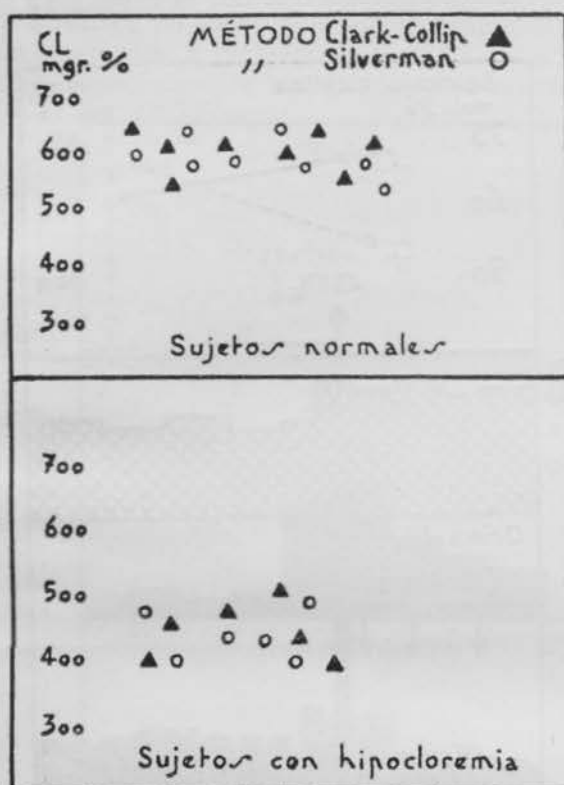 CL MÉTODO Clark-Collip ▲
mgr. % ,, Silverman ○
700
600
500
400
300
Sujetos normales
700
600
500
400
300
Sujetos con hipocloremia